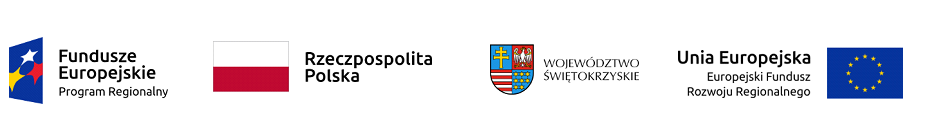 Fundusze
Europejskie
Program Regionalny
Rzeczpospolita
Polska
WOJEWÓDZTWO
ŚWIĘTOKRZYSKIE
Unia Europejska
Europejski Fundusz
Rozwoju Regionalnego